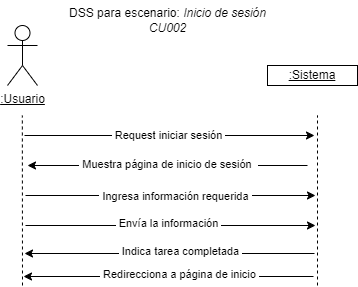 DSS para escenario: Inicio de sesión
CU002
:Usuario
:Sistema
Request iniciar sesión
Muestra página de inicio de sesión
Ingresa información requerida
Envía la información
Indica tarea completada
Redirecciona a página de inicio